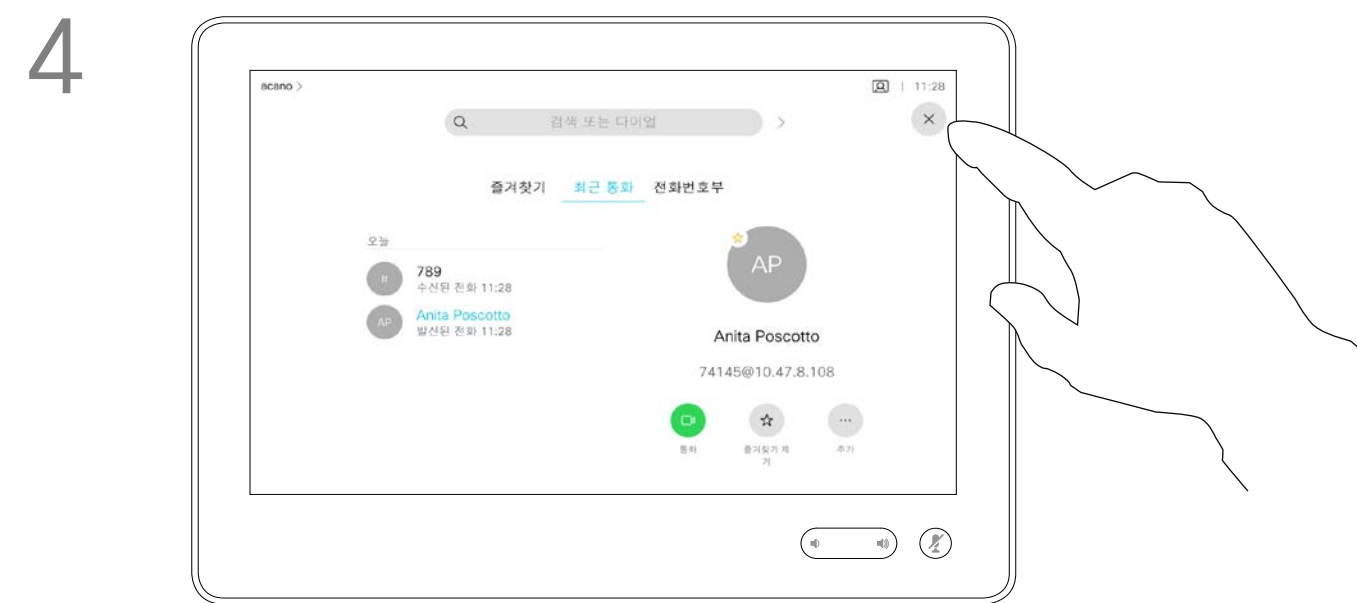 4
acano >
11:28
검색 또는 다이얼
즐겨찾기 최근 통화 전화번호부
오늘
#
789
수신된 전화 11:28
AP
Anita Poscotto
발신된 전화 11:28
AP
Anita Poscotto
74145@10.47.8.108
통화
즐겨찾기 제
거
추가